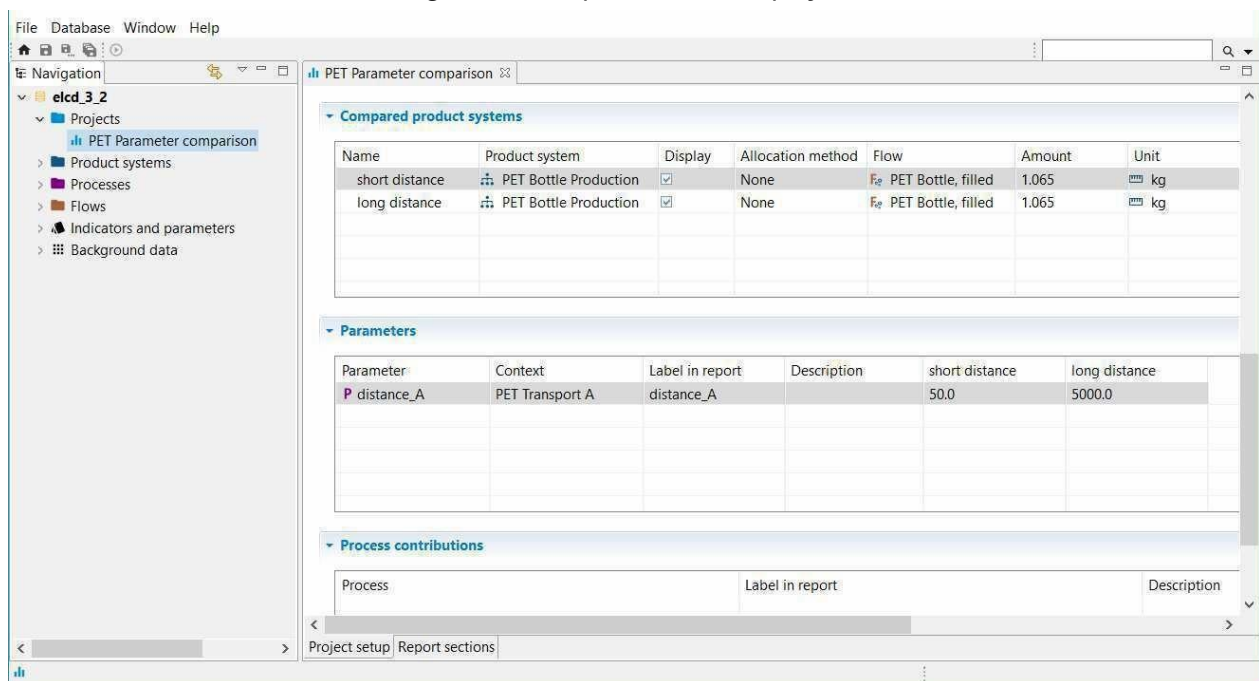 File Database Window Help
Navigation
PET Parameter comparison
elcd_3_2
Projects
PET Parameter comparison
Product systems
Processes
Flows
Indicators and parameters
Background data
Compared product systems
Name Product system Display Allocation method Flow Amount Unit
short distance PET Bottle Production None PET Bottle, filled 1.065 kg
long distance PET Bottle Production None PET Bottle, filled 1.065 kg
Parameters
Parameter Context Label in report Description short distance long distance
P distance_A PET Transport A distance_A 50.0 5000.0
Process contributions
Process Label in report Description
Project setup Report sections